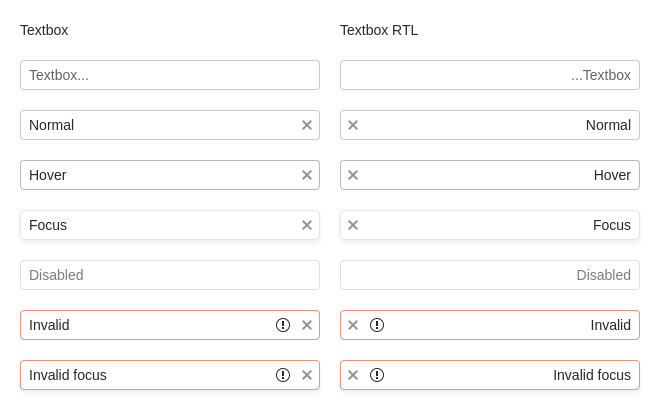 Textbox
Textbox...
Normal
Hover
Focus
Disabled
Invalid
Invalid focus
Textbox RTL
...Textbox
Normal
Hover
Focus
Disabled
Invalid
Invalid focus